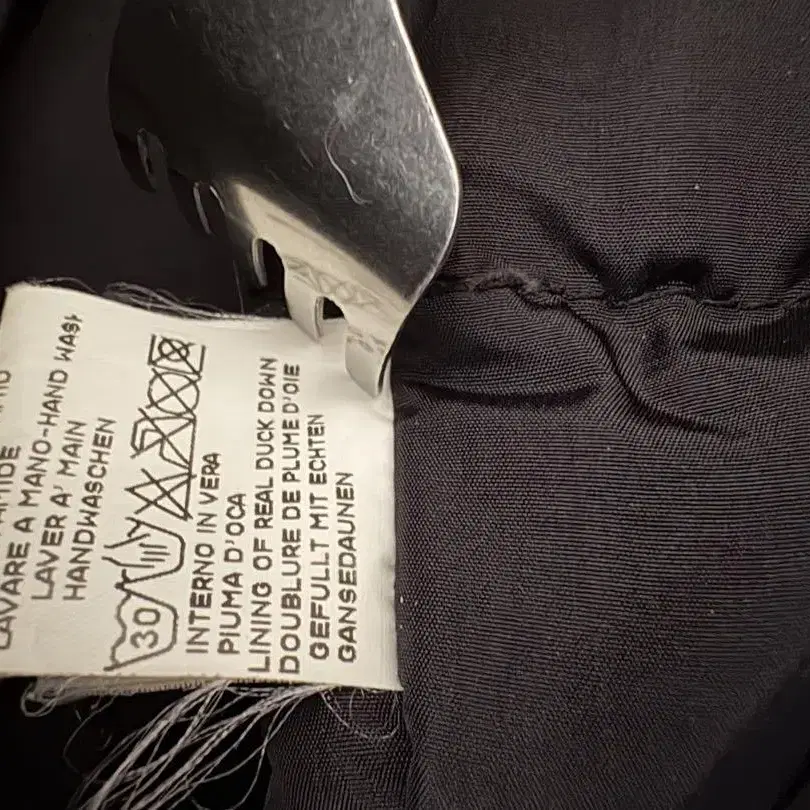 LAVARE A MANO-HAND WASH
LAVER A' MAIN
HANDWASCHEN
30
INTERNO IN VERA
PIUMA D'OCA
LINING OF REAL DUCK DOWN
DOUBLURE DE PLUME D'OIE
GEFULLT MIT ECHTEN
GANSEDAUNEN